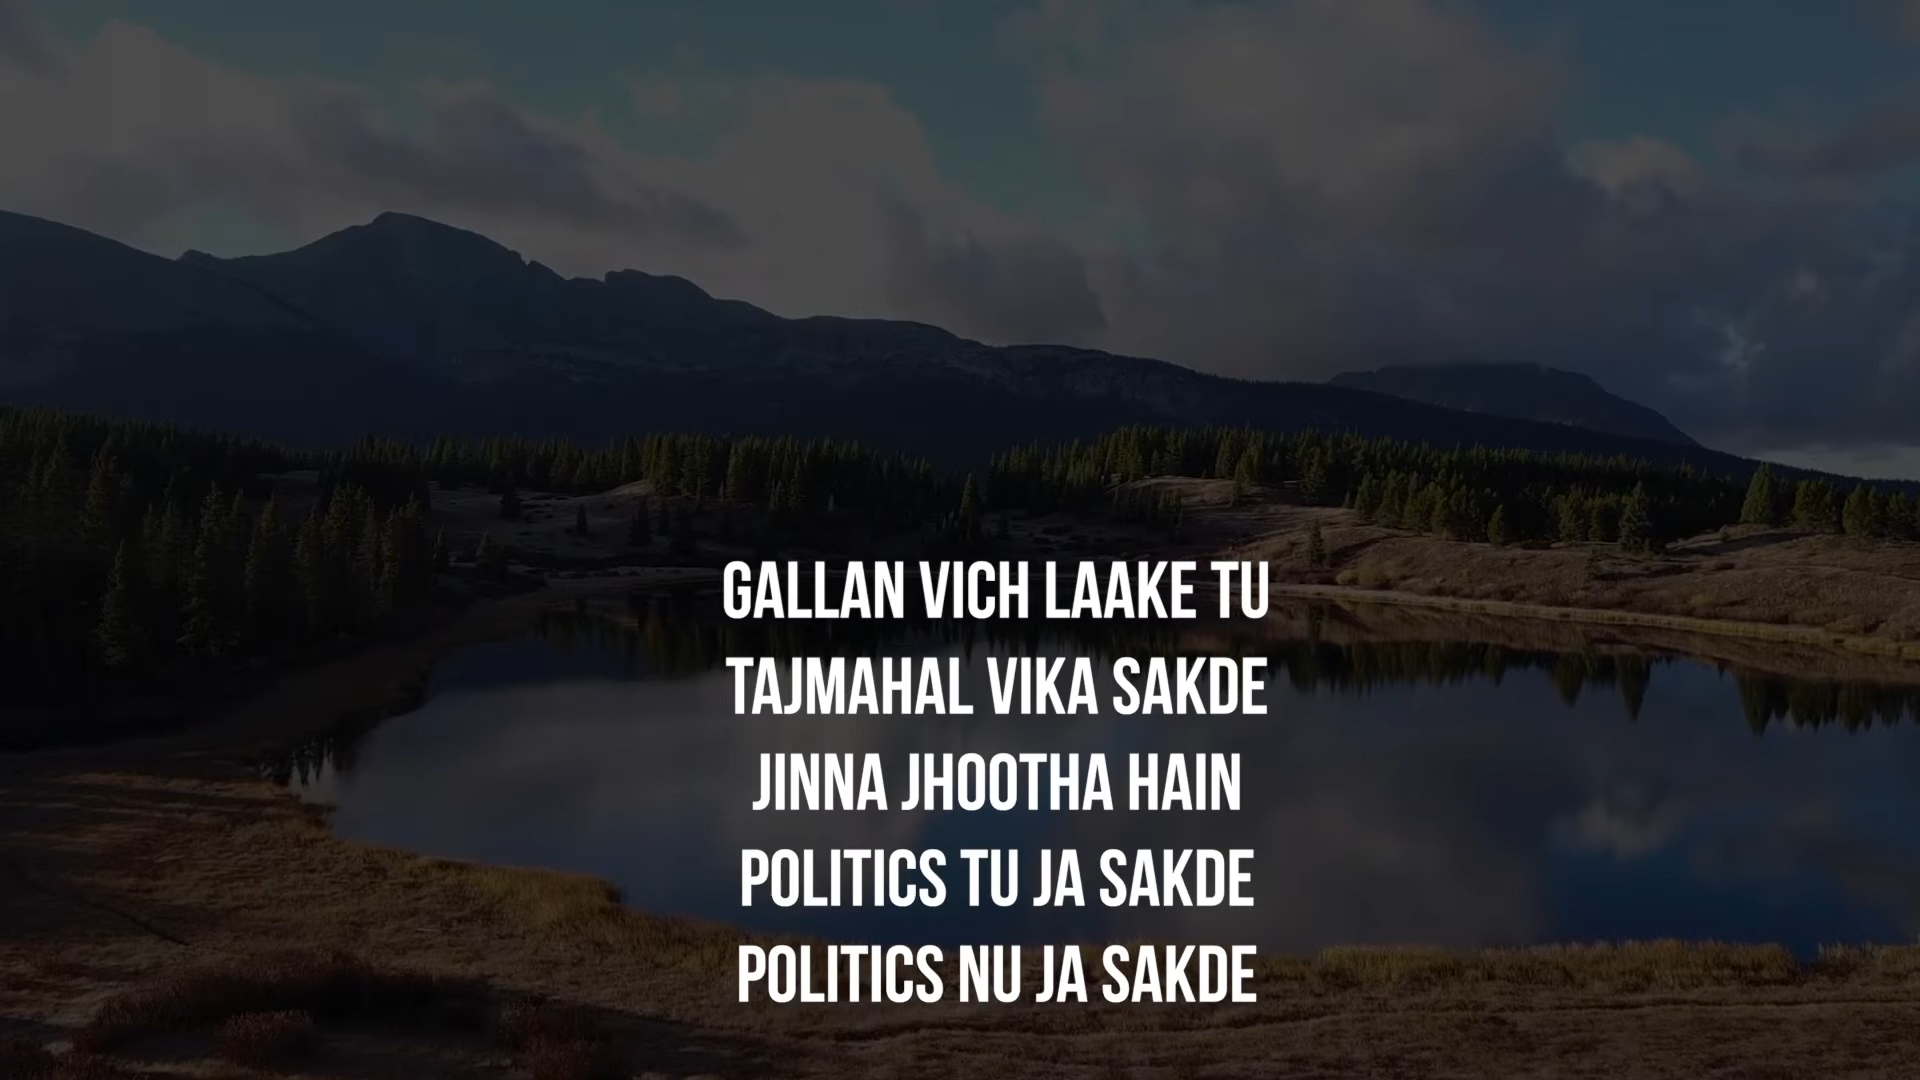 GALLAN VICH LAAKE TU
TAJMAHAL VIKA SAKDE
JINNA JHOOTHA HAIN
POLITICS TU JA SAKDE
POLITICS NU JA SAKDE